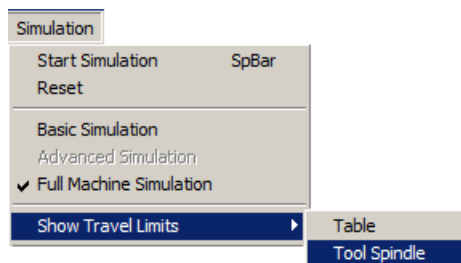 Simulation
Start Simulation SpBar
Reset
Basic Simulation
Advanced Simulation
Full Machine Simulation
Show Travel Limits
Table
Tool Spindle